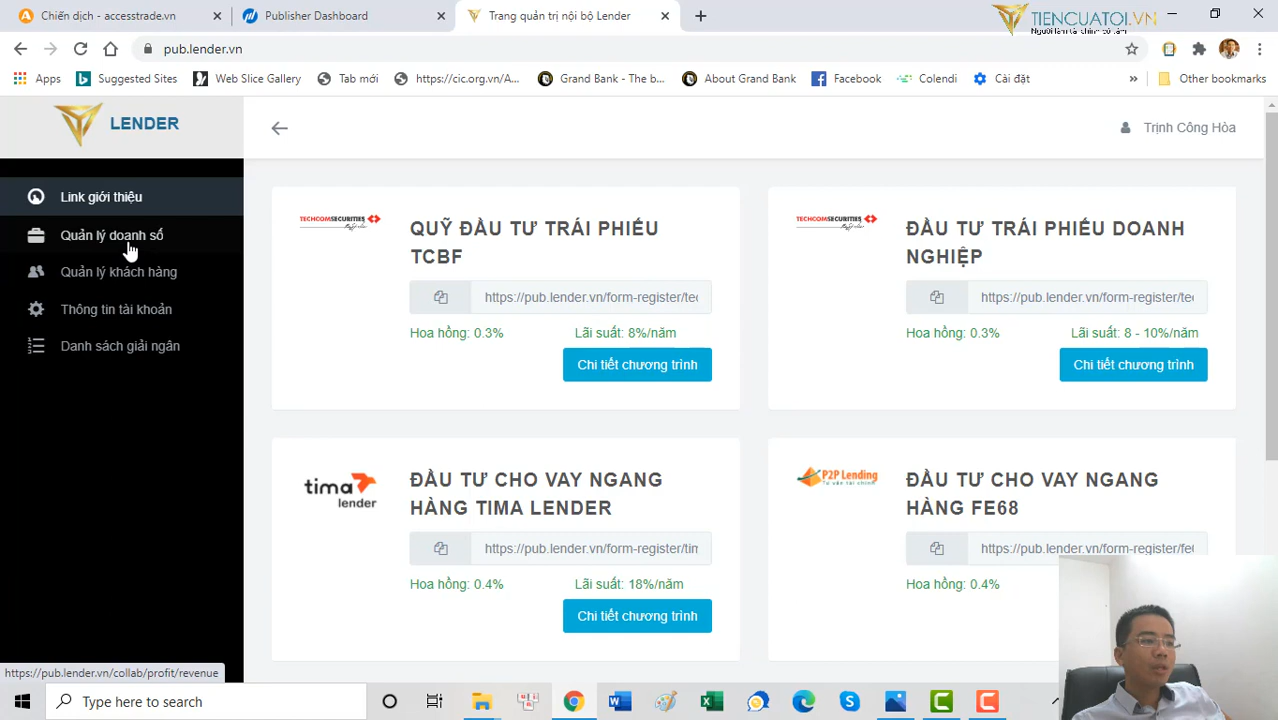 Chiến dịch - accesstrade.vn
Publisher Dashboard
Trang quản trị nội bộ Lender
TIENCUATOI.VN
pub.lender.vn
Apps
Suggested Sites
Web Slice Gallery
Tab mới
https://cic.org.vn/A...
Grand Bank - The b...
About Grand Bank
Facebook
Colendi
Cài đặt
Other bookmarks
LENDER
Trịnh Công Hòa
Link giới thiệu
Quản lý doanh số
Quản lý khách hàng
Thông tin tài khoản
Danh sách giải ngân
TECHCOMSECURITIES
QUỸ ĐẦU TƯ TRÁI PHIẾU
TCBF
https://pub.lender.vn/form-register/tec
Hoa hồng: 0.3%
Lãi suất: 8%/năm
Chi tiết chương trình
TECHCOMSECURITIES
ĐẦU TƯ TRÁI PHIẾU DOANH
NGHIỆP
https://pub.lender.vn/form-register/tec
Hoa hồng: 0.3%
Lãi suất: 8 - 10%/năm
Chi tiết chương trình
tima
lender
ĐẦU TƯ CHO VAY NGANG
HÀNG TIMA LENDER
https://pub.lender.vn/form-register/tim
Hoa hồng: 0.4%
Lãi suất: 18%/năm
Chi tiết chương trình
P2P Lending
ĐẦU TƯ CHO VAY NGANG
HÀNG FE68
https://pub.lender.vn/form-register/fe6
Hoa hồng: 0.4%
https://pub.lender.vn/collab/profit/revenue
Type here to search